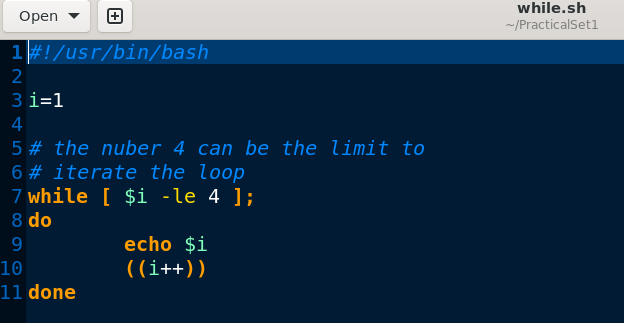 Open
while.sh
~/PracticalSet1
1 #!/usr/bin/bash
2
3 i=1
4
5 # the nuber 4 can be the limit to
6 # iterate the loop
7 while [ $i -le 4 ];
8 do
9         echo $i
10         ((i++))
11 done